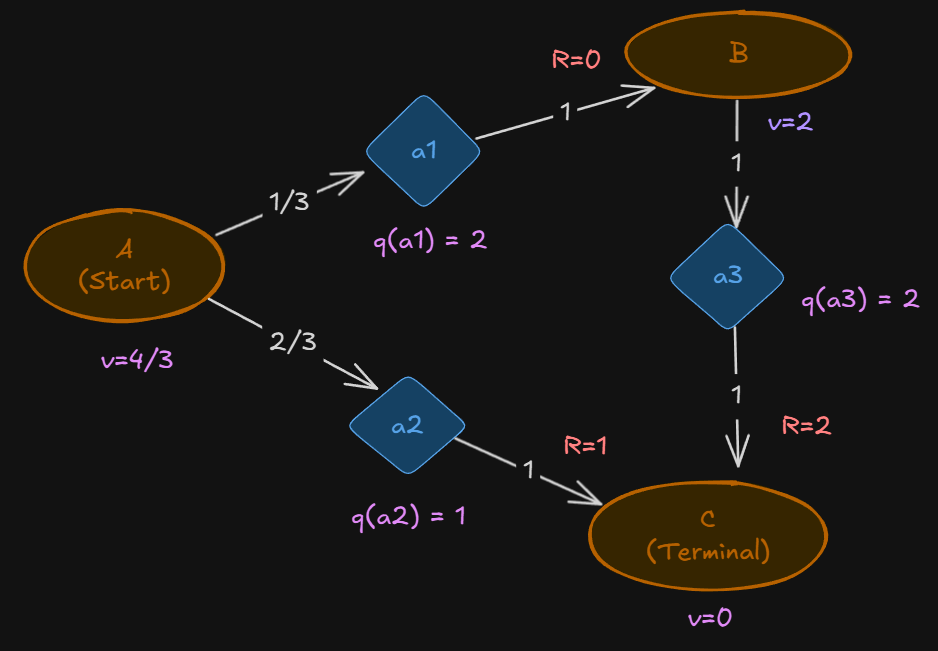 R=0
B
1
a1
v=2
1
1/3
q(a1) = 2
A
(Start)
a3
q(a3) = 2
2/3
v=4/3
1
a2
R=2
R=1
1
q(a2) = 1
C
(Terminal)
v=0